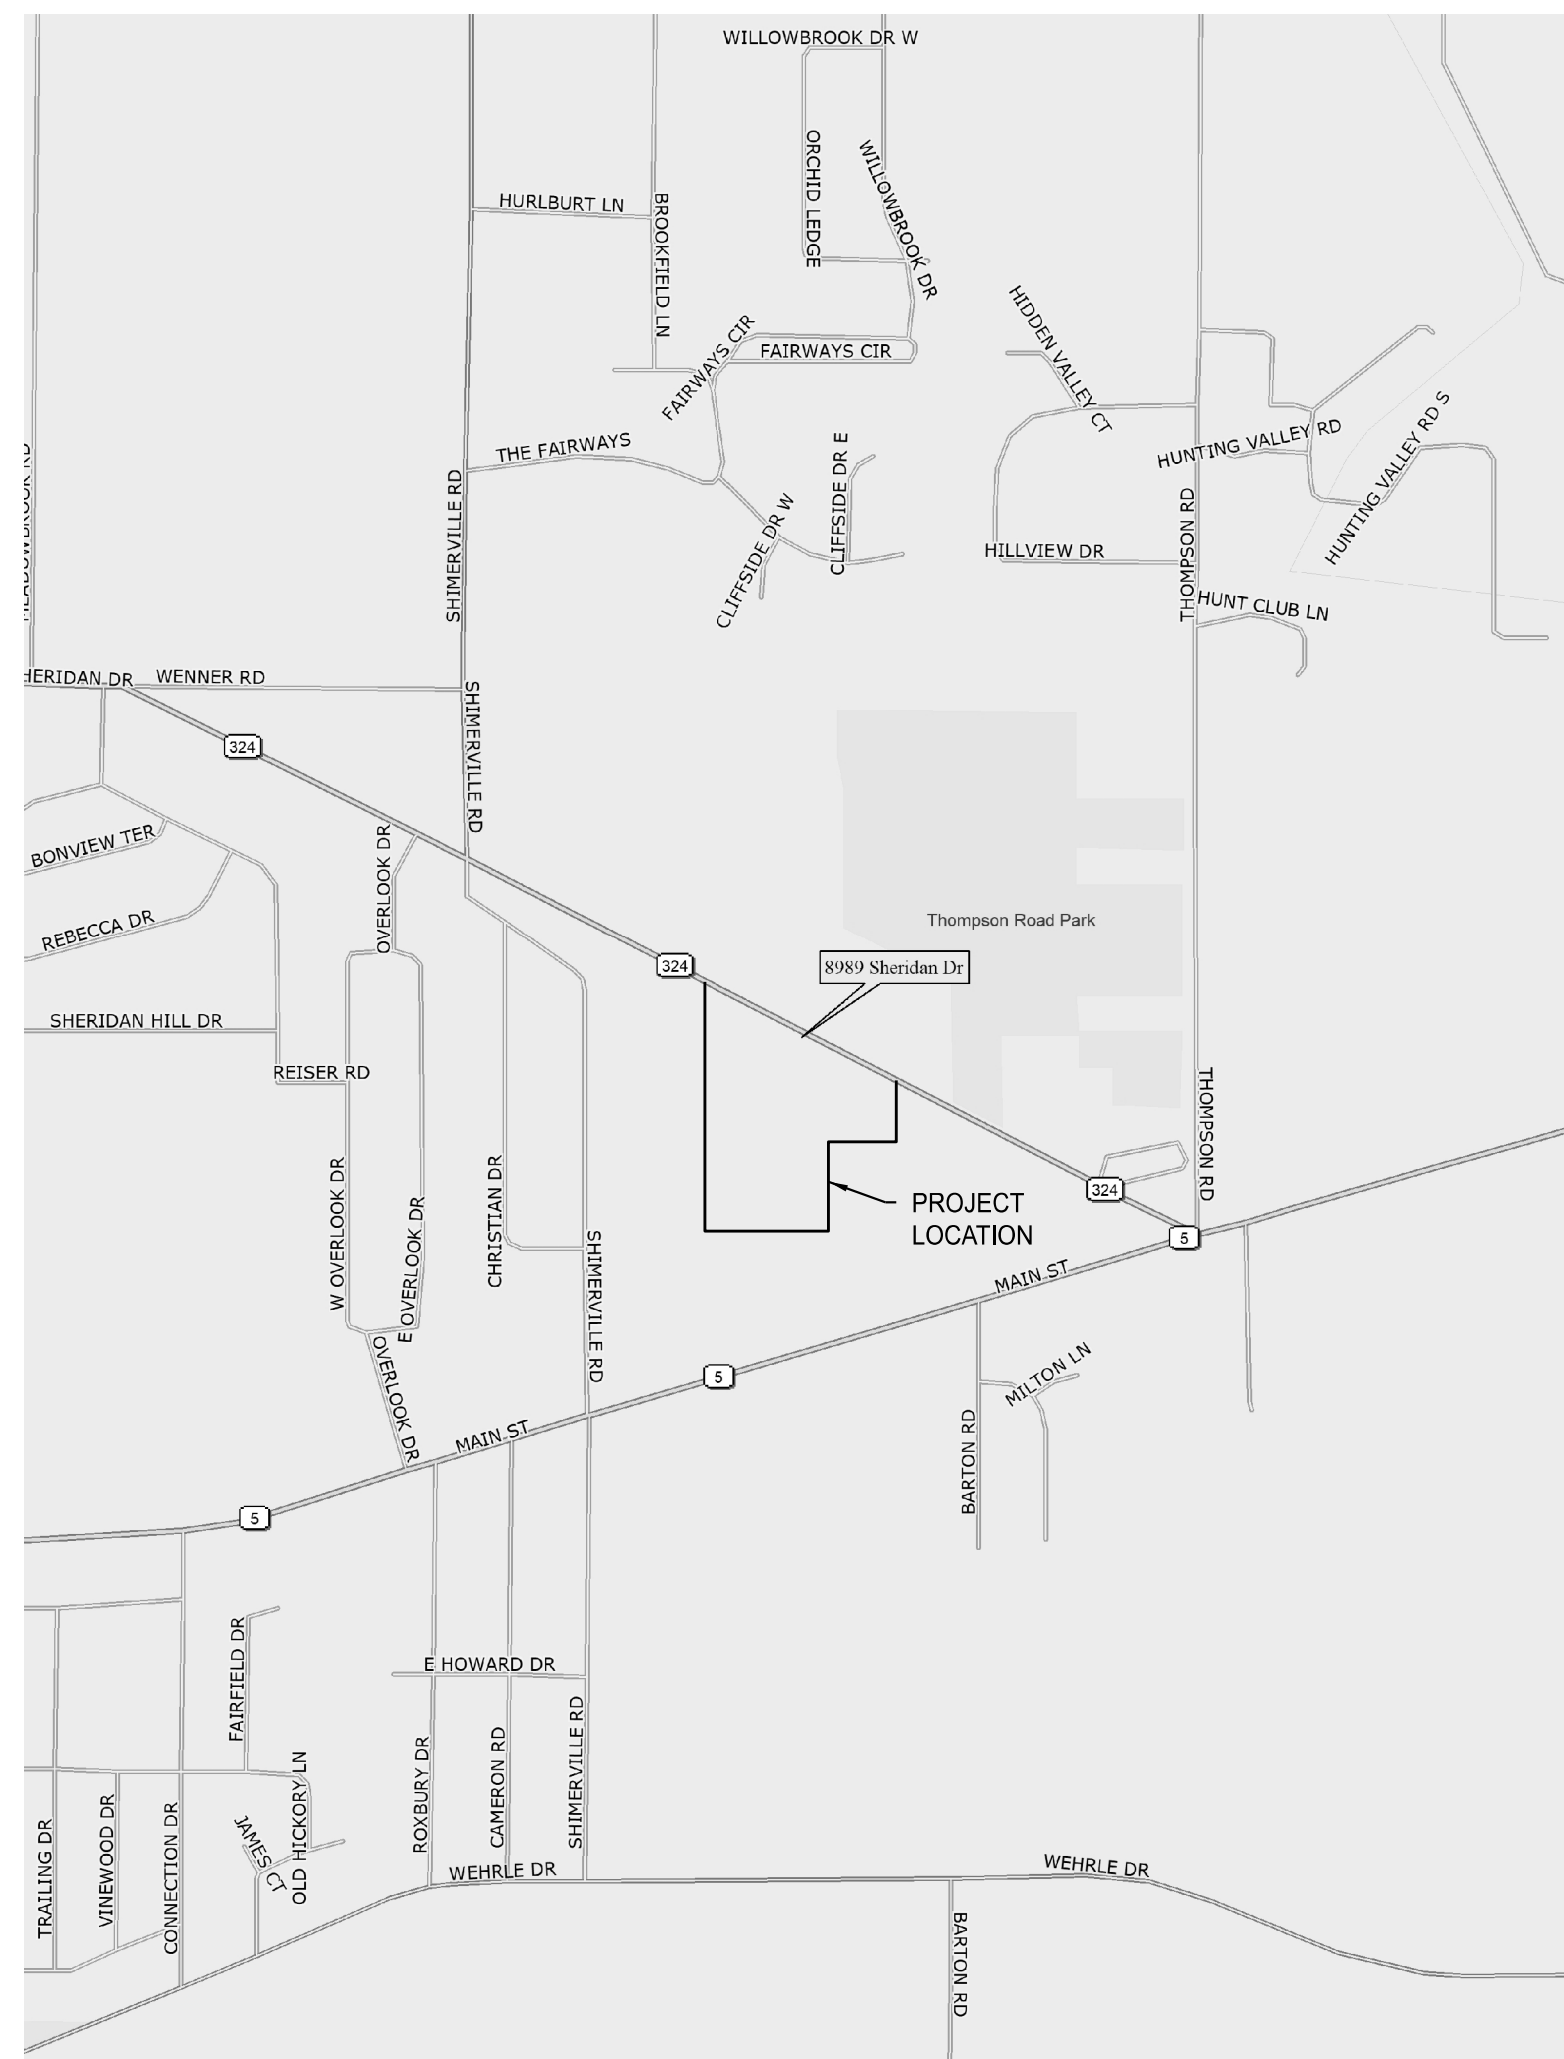 WILLOWBROOK DR W
ORCHID LEDGE
WILLOWBROOK DR
HURLBURT LN
BROOKFIELD LN
HIDDEN VALLEY CT
FAIRWAYS CIR
FAIRWAYS CIR
THE FAIRWAYS
CLIFFSIDE DR E
CLIFFSIDE DR W
HUNTING VALLEY RD
HUNTING VALLEY RD S
SHIMERVILLE RD
THOMPSON RD
HILLVIEW DR
HUNT CLUB LN
HERIDAN DR
WENNER RD
SHIMERVILLE RD
324
BONVIEW TER
OVERLOOK DR
REBECCA DR
Thompson Road Park
324
8989 Sheridan Dr
SHERIDAN HILL DR
REISER RD
THOMPSON RD
W OVERLOOK DR
E OVERLOOK DR
CHRISTIAN DR
324
PROJECT
LOCATION
5
SHIMERVILLE RD
MAIN ST
OVERLOOK DR
5
MILTON LN
BARTON RD
MAIN ST
5
FAIRFIELD DR
E HOWARD DR
SHIMERVILLE RD
ROXBURY DR
CAMERON RD
OLD HICKORY LN
JAMES CT
TRAILING DR
VINEWOOD DR
CONNECTION DR
WEHRLE DR
WEHRLE DR
BARTON RD